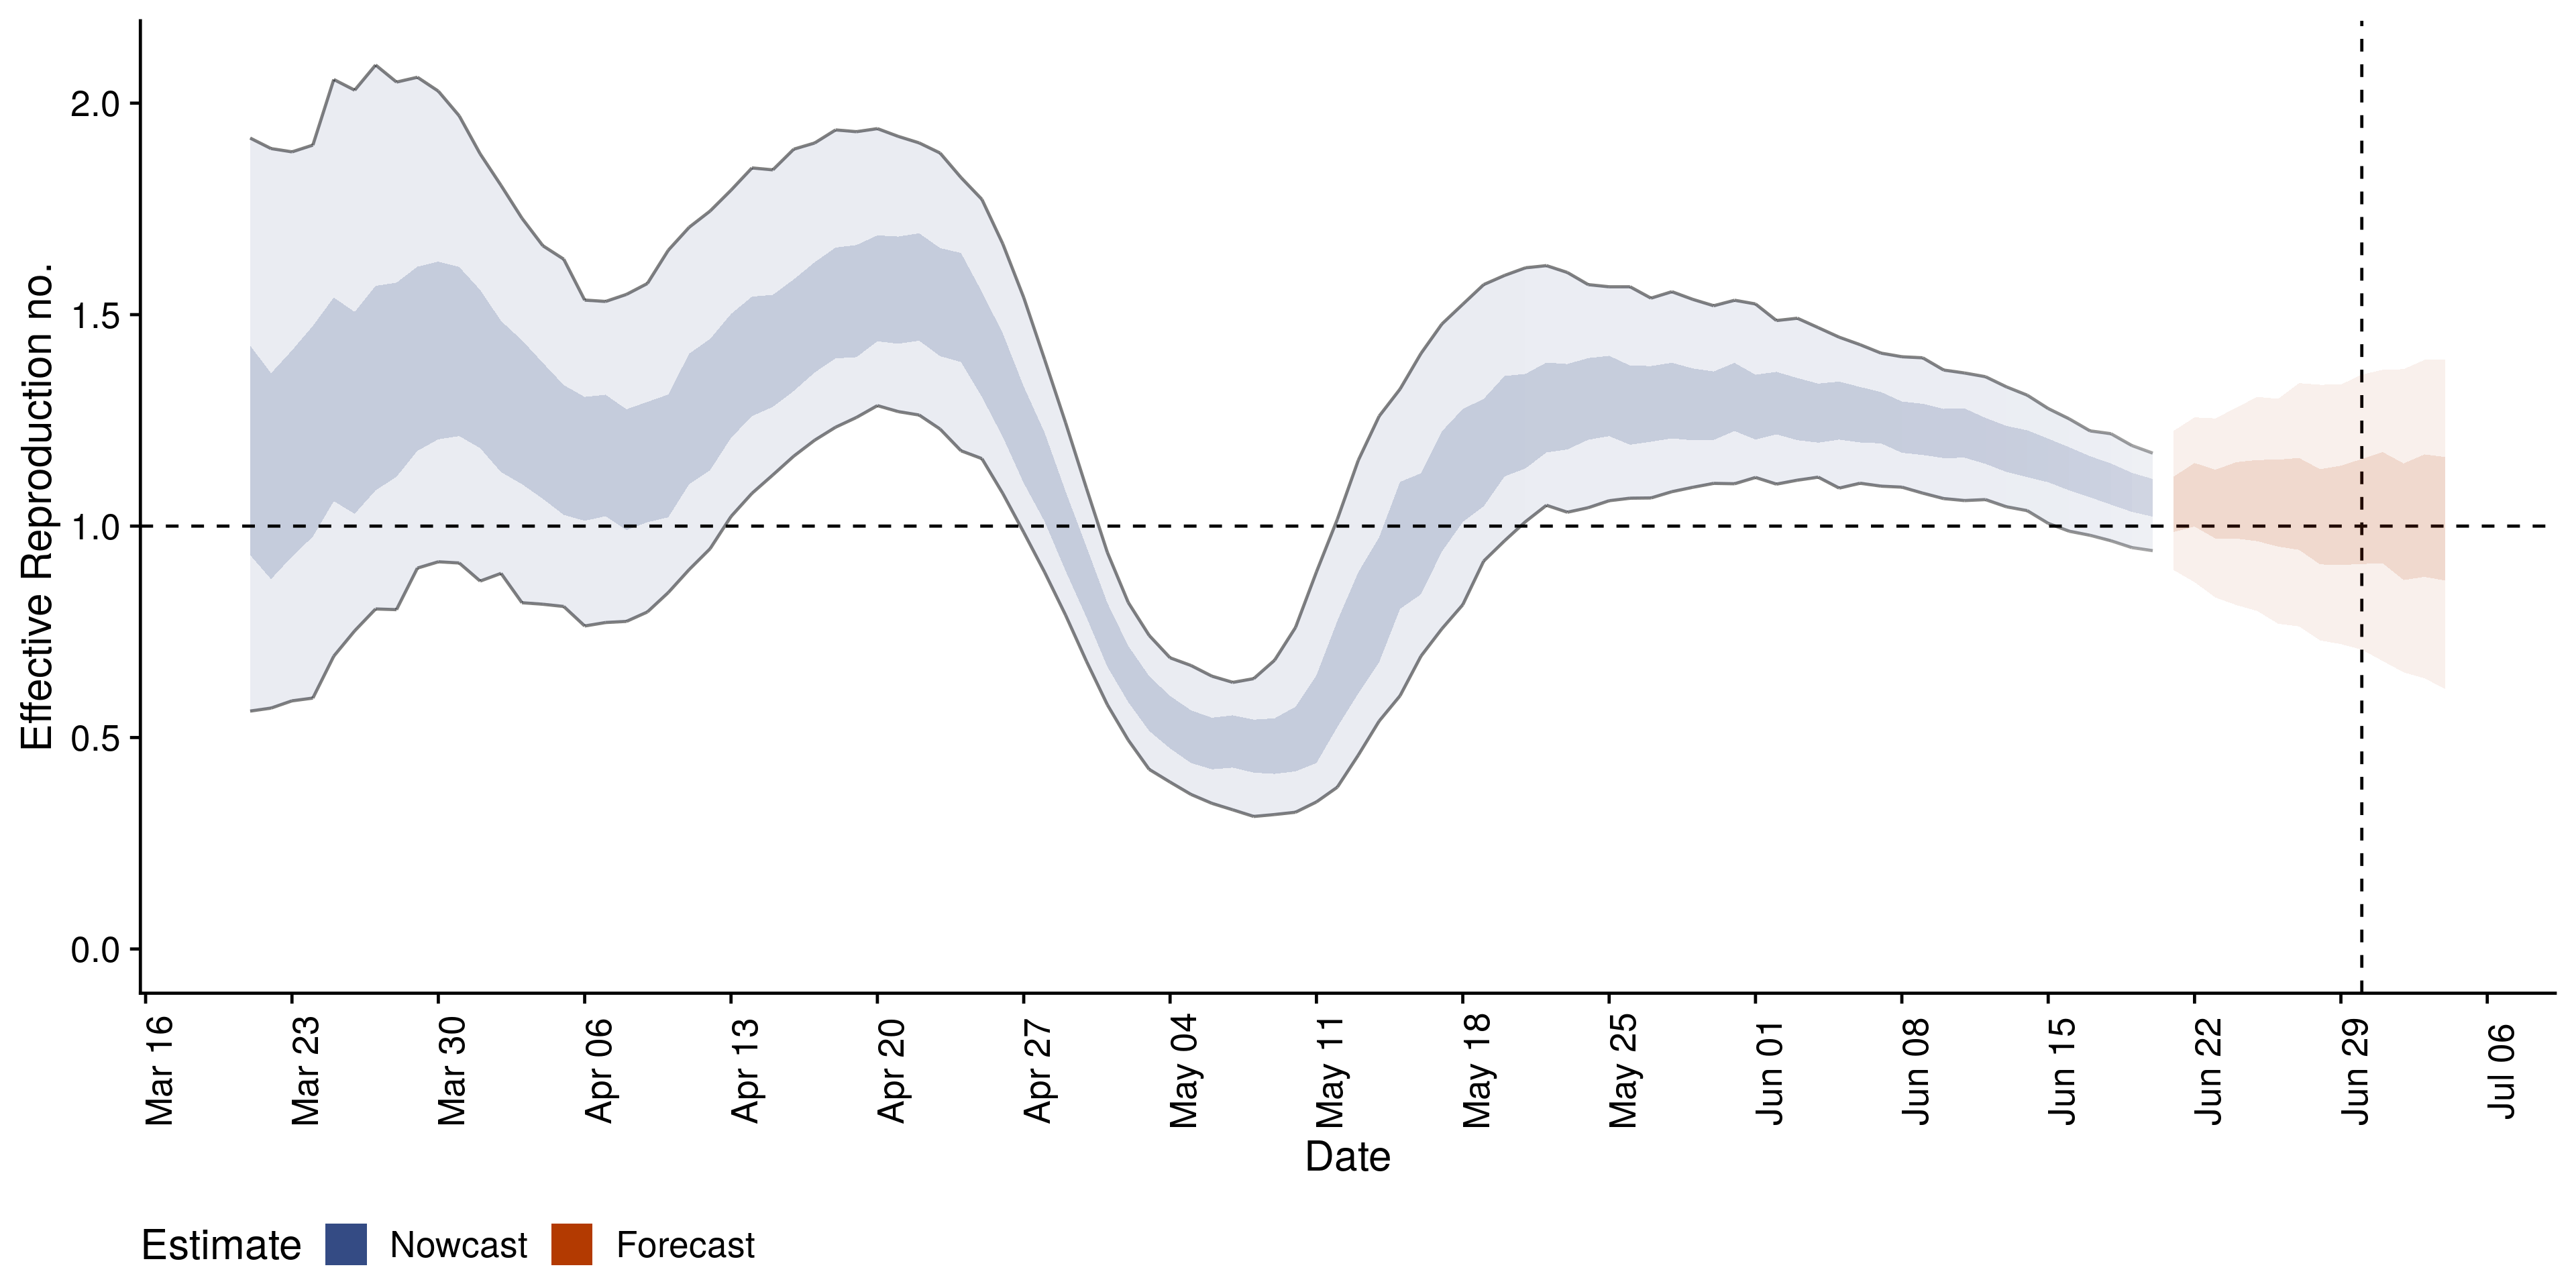 Effective Reproduction no.
2.0
1.5
1.0
0.5
0.0
Mar 16
Mar 23
Mar 30
Apr 06
Apr 13
Apr 20
Apr 27
May 04
May 11
May 18
May 25
Jun 01
Jun 08
Jun 15
Jun 22
Jun 29
Jul 06
Date
Estimate Nowcast Forecast